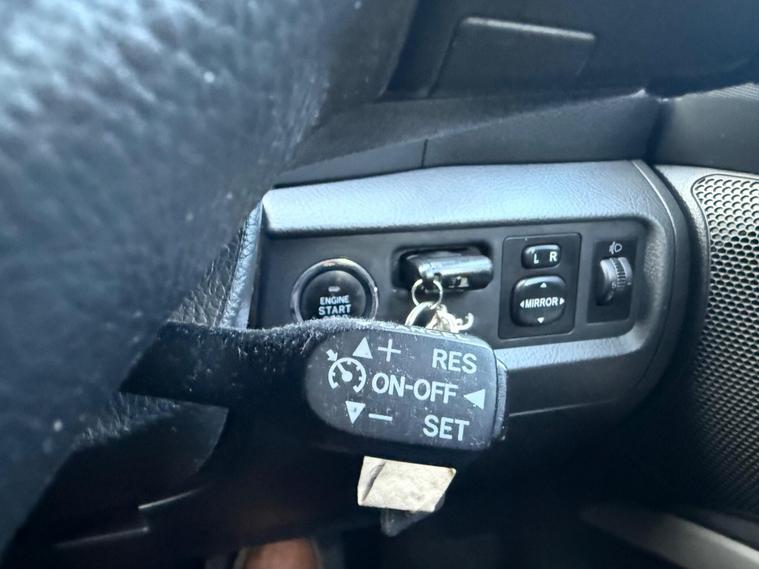 L R
ENGINE
START
MIRROR
+ RES
ON-OFF
− SET